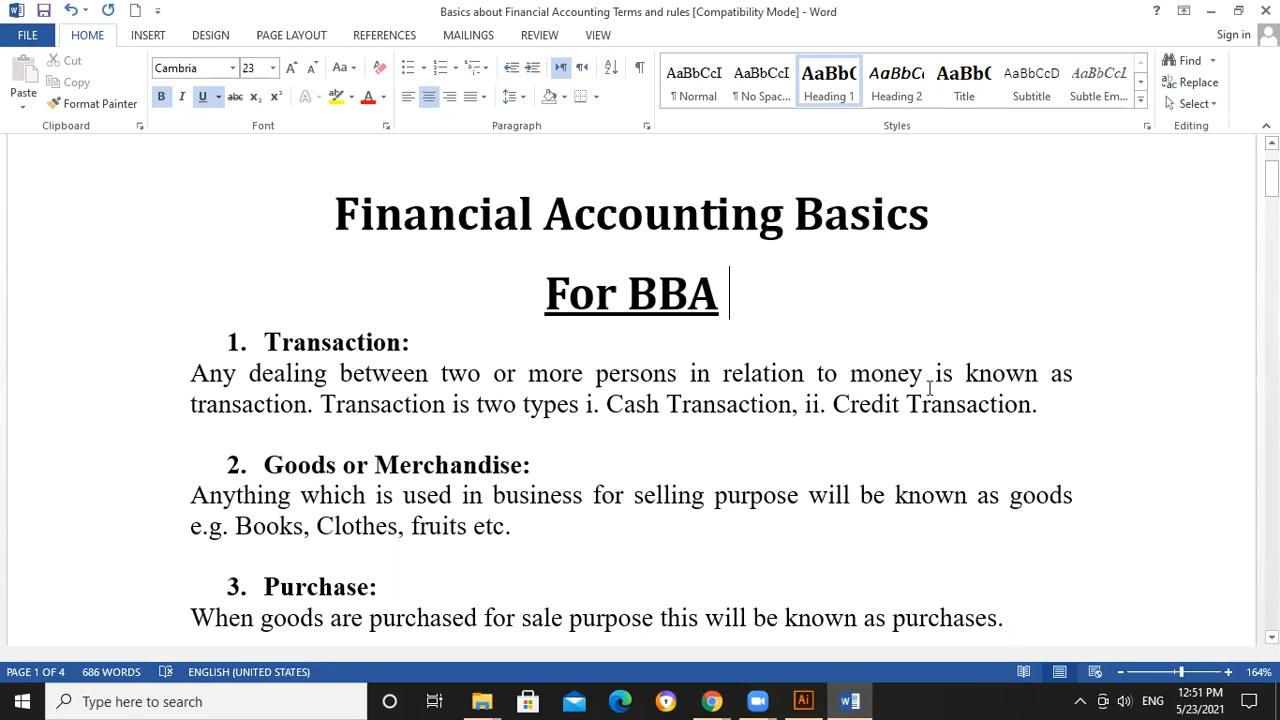 Basics about Financial Accounting Terms and rules [Compatibility Mode] - Word
? 
FILE HOME INSERT DESIGN PAGE LAYOUT REFERENCES MAILINGS REVIEW VIEW Sign in
Paste Cut Copy Format Painter
Cambria 23
AaBbCcI AaBbCcI AaBbC AaBbCc AaBbC AaBbCcD AaBbCcI
¶ Normal ¶ No Spac... Heading 1 Heading 2 Title Subtitle Subtle Em...
Find Replace Select
Clipboard Font Paragraph Styles Editing
Financial Accounting Basics
For BBA
1. Transaction:
Any dealing between two or more persons in relation to money is known as
transaction. Transaction is two types i. Cash Transaction, ii. Credit Transaction.
2. Goods or Merchandise:
Anything which is used in business for selling purpose will be known as goods
e.g. Books, Clothes, fruits etc.
3. Purchase:
When goods are purchased for sale purpose this will be known as purchases.
PAGE 1 OF 4 686 WORDS ENGLISH (UNITED STATES) 164%
Type here to search ENG 12:51 PM
5/23/2021